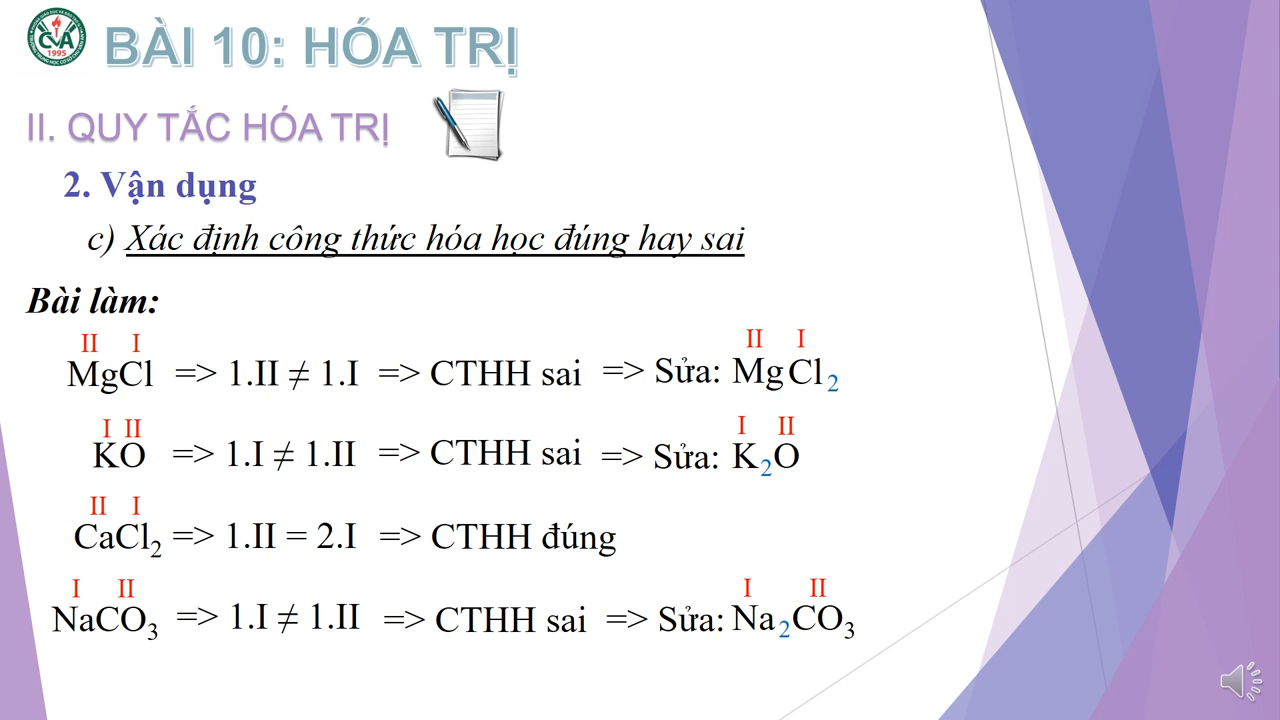 CVA
1995
BÀI 10: HÓA TRỊ
II. QUY TẮC HÓA TRỊ
2. Vận dụng
c) Xác định công thức hóa học đúng hay sai
Bài làm:
II I II I
MgCl => 1.II ≠ 1.I => CTHH sai => Sửa: MgCl₂
I II I II
KO => 1.I ≠ 1.II => CTHH sai => Sửa: K₂O
II I
CaCl₂ => 1.II = 2.I => CTHH đúng
I II I II
NaCO₃ => 1.I ≠ 1.II => CTHH sai => Sửa: Na₂CO₃